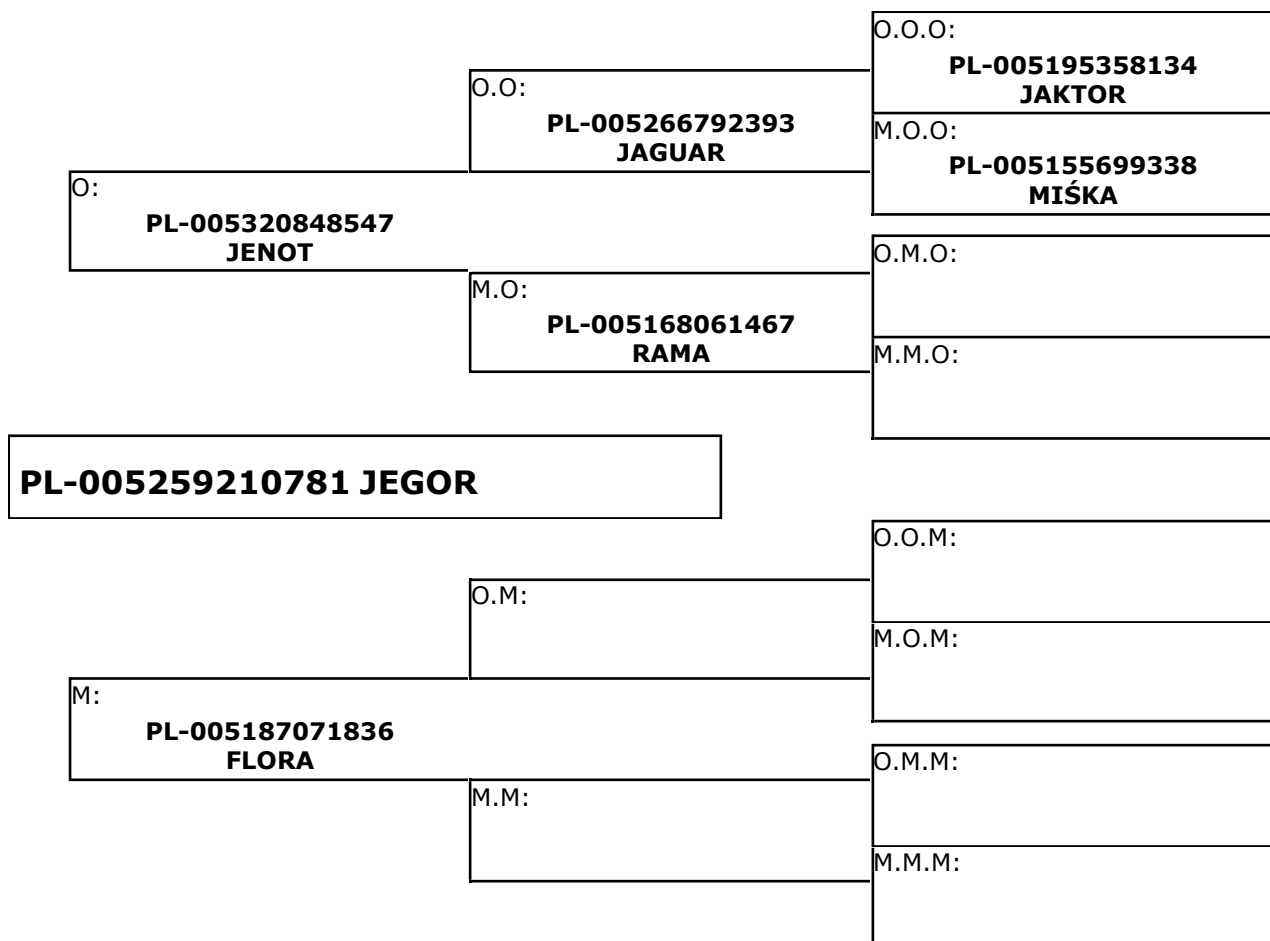 O.O.O:
PL-005195358134
JAKTOR
O.O:
PL-005266792393
JAGUAR
M.O.O:
PL-005155699338
MIŚKA
O:
PL-005320848547
JENOT
O.M.O:
M.O:
PL-005168061467
RAMA
M.M.O:
PL-005259210781 JEGOR
O.O.M:
O.M:
M.O.M:
M:
PL-005187071836
FLORA
O.M.M:
M.M:
M.M.M: